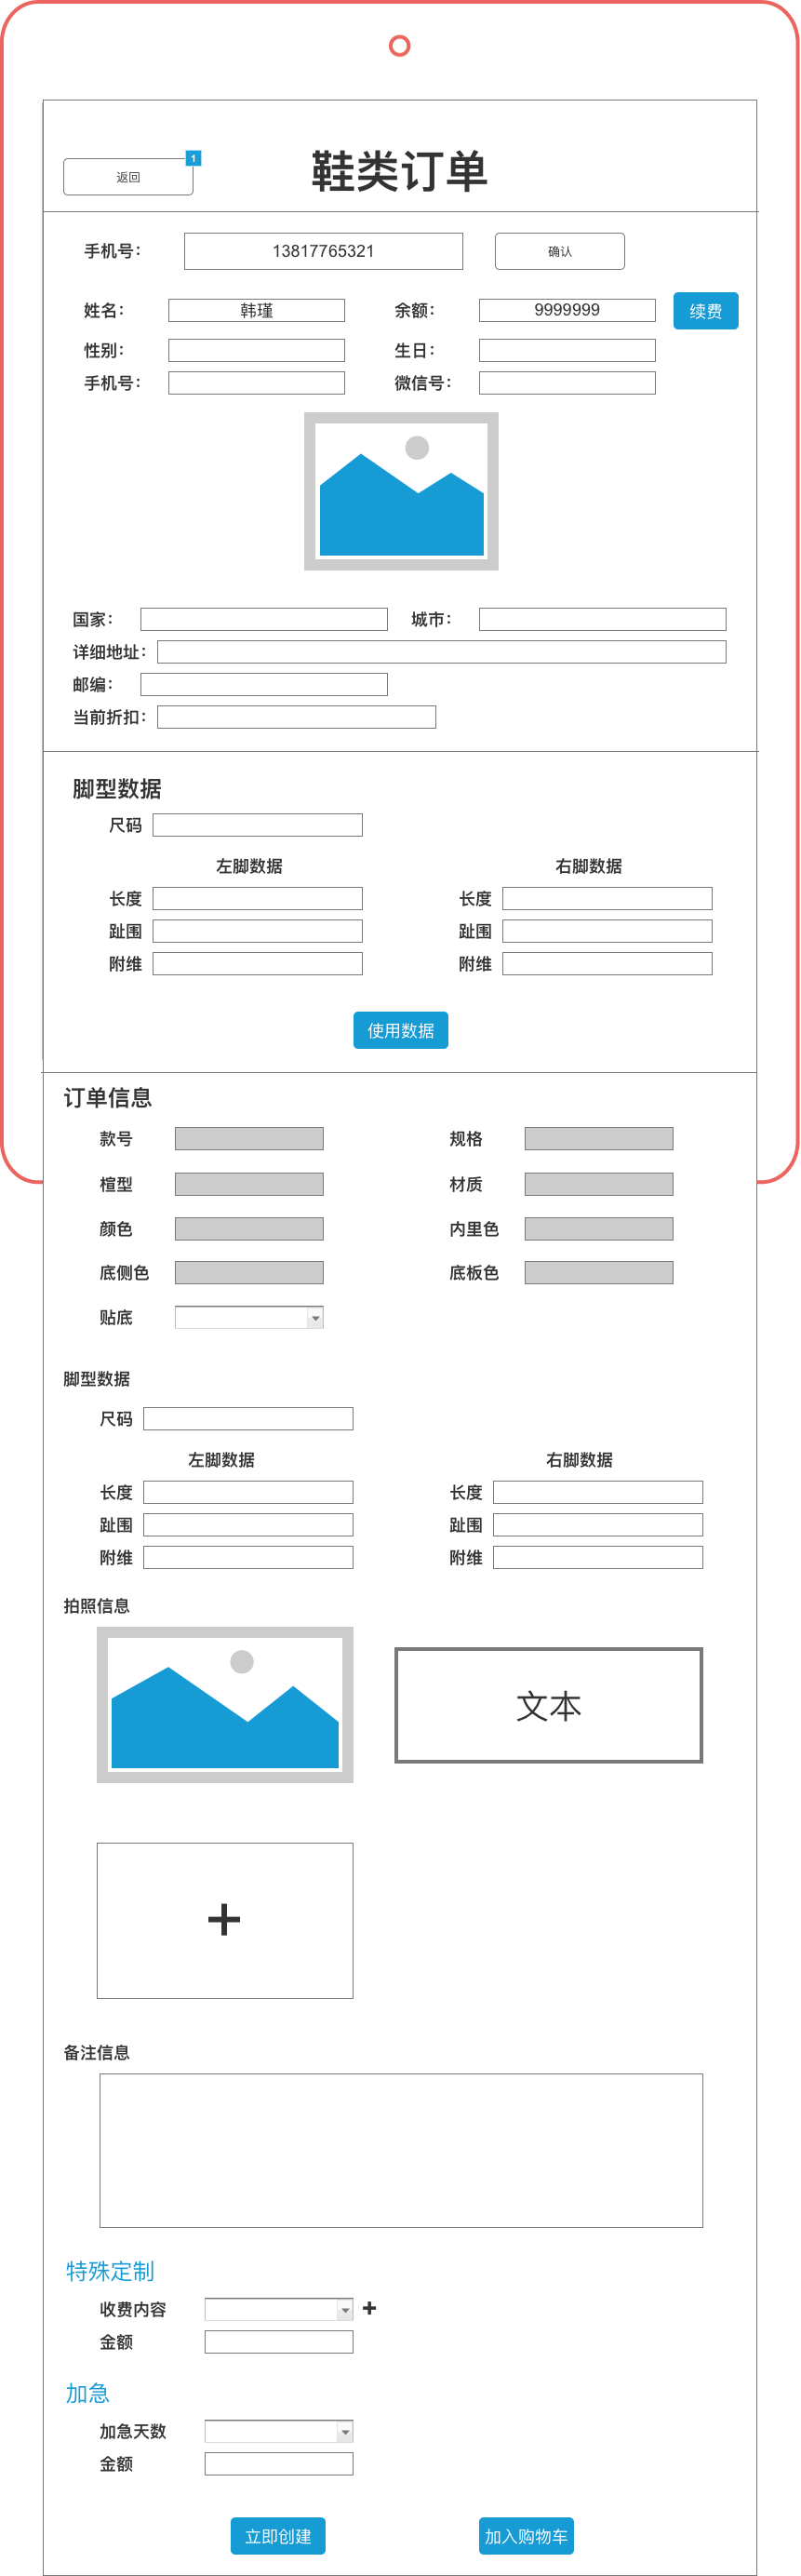 1
返回
鞋类订单
手机号： 13817765321 确认
姓名： 韩瑾 余额： 9999999 续费
性别： 生日：
手机号： 微信号：
国家： 城市：
详细地址：
邮编：
当前折扣：
脚型数据
尺码
左脚数据 右脚数据
长度 长度
趾围 趾围
附维 附维
使用数据
订单信息
款号 规格
楦型 材质
颜色 内里色
底侧色 底板色
贴底
脚型数据
尺码
左脚数据 右脚数据
长度 长度
趾围 趾围
附维 附维
拍照信息
文本
+
备注信息
特殊定制
收费内容 +
金额
加急
加急天数
金额
立即创建 加入购物车